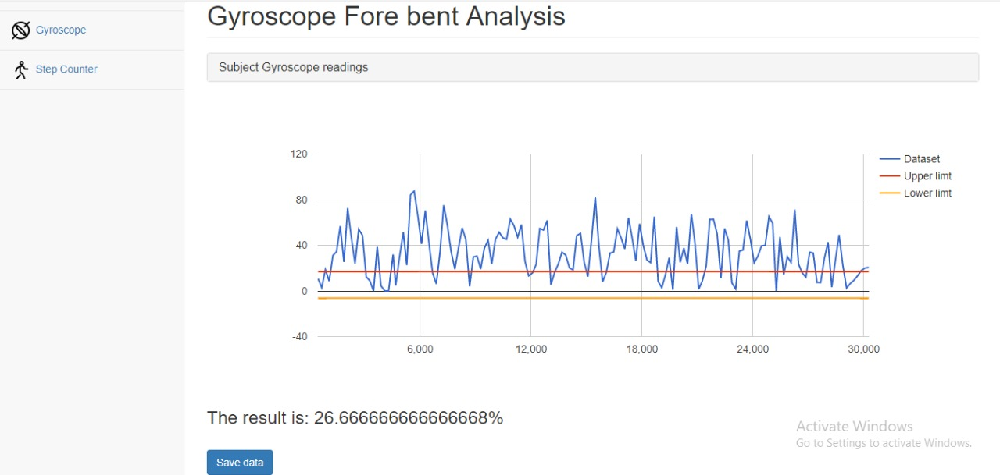 Gyroscope Fore bent Analysis
Gyroscope
Step Counter
Subject Gyroscope readings
120
80
40
0
-40
6,000
12,000
18,000
24,000
30,000
Dataset
Upper limt
Lower limt
The result is: 26.666666666666668%
Save data
Activate Windows
Go to Settings to activate Windows.